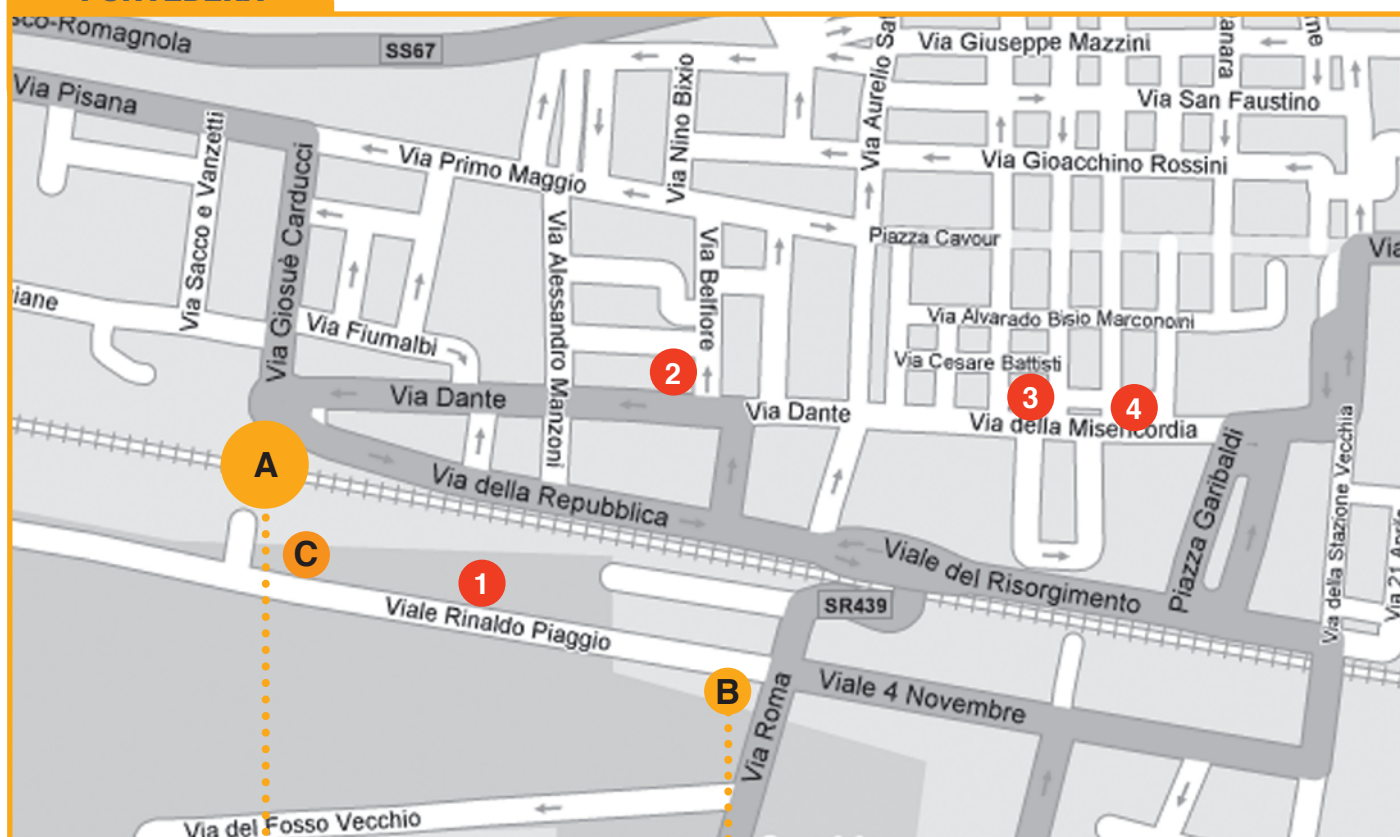 sco-Romagnola
SS67
Via Pisana
Via Sacco e Vanzetti
Via Giosuè Carducci
Via Primo Maggio
Via Nino Bixio
Via Giuseppe Mazzini
Via San Faustino
Via Gioacchino Rossini
Piazza Cavour
Via
iane
Via Fiumalbi
Via Alessandro Manzoni
Via Belfiore
Via Alvarado Bisio Marconcini
Via Cesare Battisti
2
3
4
Via Dante
Via Dante
Via della Misericordia
Piazza Garibaldi
Via della Stazione Vecchia
A
Via della Repubblica
C
1
Viale Rinaldo Piaggio
Viale del Risorgimento
SR439
B
Via Roma
Viale 4 Novembre
Via del Fosso Vecchio